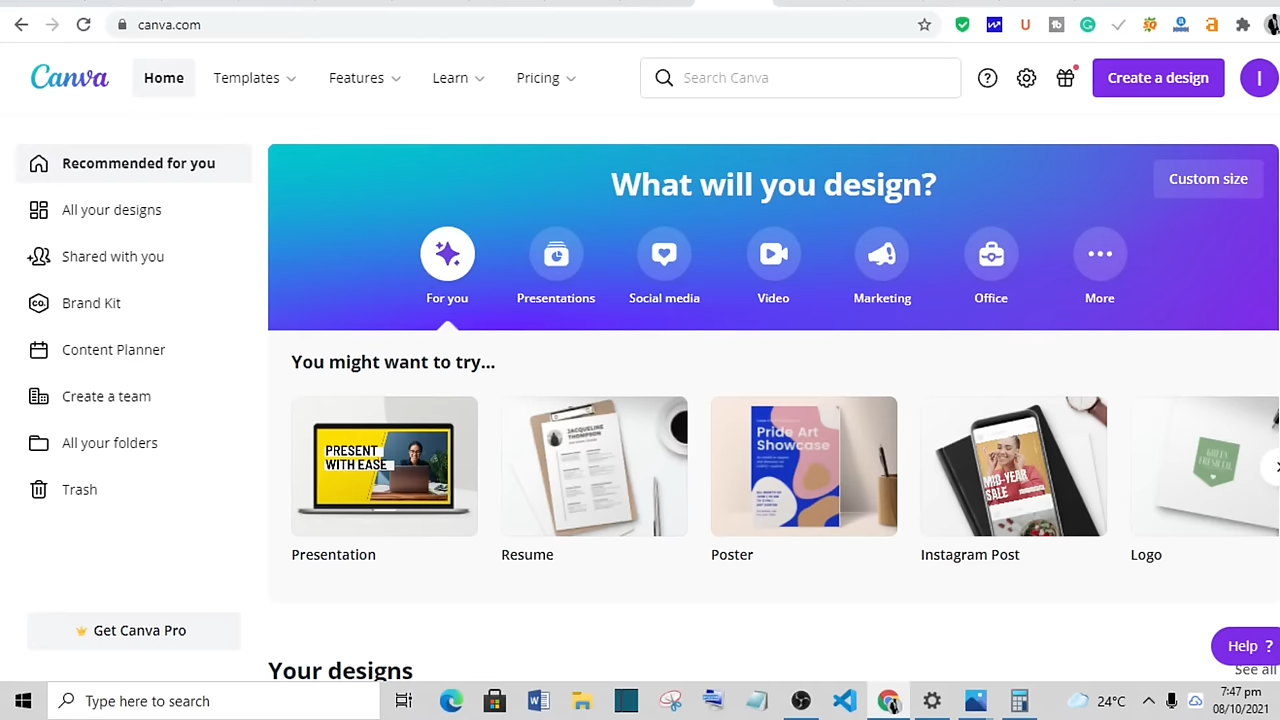 canva.com
Canva
Home
Templates
Features
Learn
Pricing
Search Canva
Create a design
I
Recommended for you
All your designs
Shared with you
Brand Kit
Content Planner
Create a team
All your folders
Trash
Get Canva Pro
What will you design?
Custom size
For you
Presentations
Social media
Video
Marketing
Office
More
You might want to try...
PRESENT
WITH EASE
JACQUELINE
THOMPSON
Pride Art
Showcase
MID-YEAR
SALE
Presentation
Resume
Poster
Instagram Post
Logo
Your designs
Help ?
See all
Type here to search
24°C
7:47 pm
08/10/2021